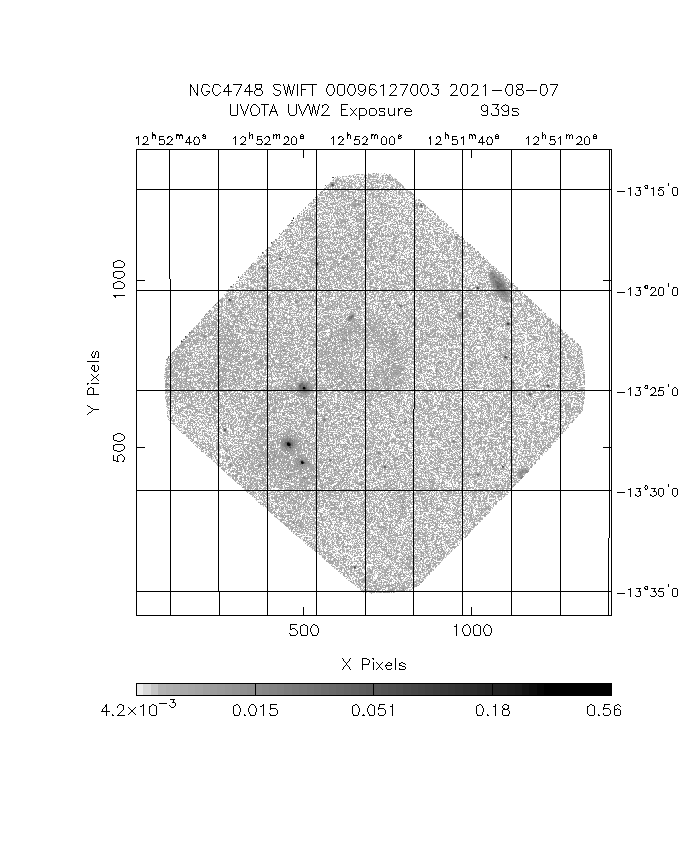 NGC4748 SWIFT 00096127003 2021-08-07
UVOTA UVW2 Exposure 939s
12h52m40s 12h52m20s 12h52m00s 12h51m40s 12h51m20s
-13°15'0
-13°20'0
-13°25'0
-13°30'0
-13°35'0
1000
500
Y Pixels
500 1000
X Pixels
4.2×10−3 0.015 0.051 0.18 0.56